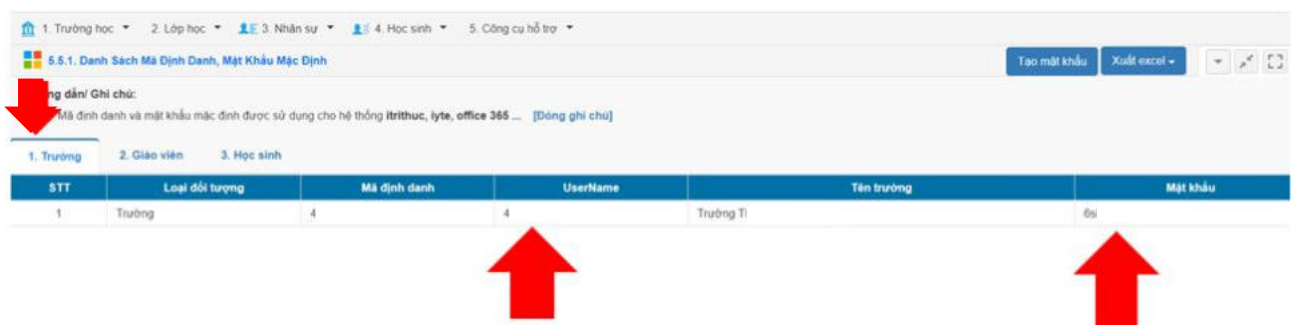 1. Trường học 2. Lớp học 3. Nhân sự 4. Học sinh 5. Công cụ hỗ trợ
5.5.1. Danh Sách Mã Định Danh, Mật Khẩu Mặc Định Tạo mật khẩu Xuất excel
dẫn/ Ghi chú:
Mã định danh và mật khẩu mặc định được sử dụng cho hệ thống itrithuc, iyte, office 365 ... [Đóng ghi chú]
1. Trường 2. Giáo viên 3. Học sinh
STT Loại đối tượng Mã định danh UserName Tên trường Mật khẩu
1 Trường 4 4 Trường 6s